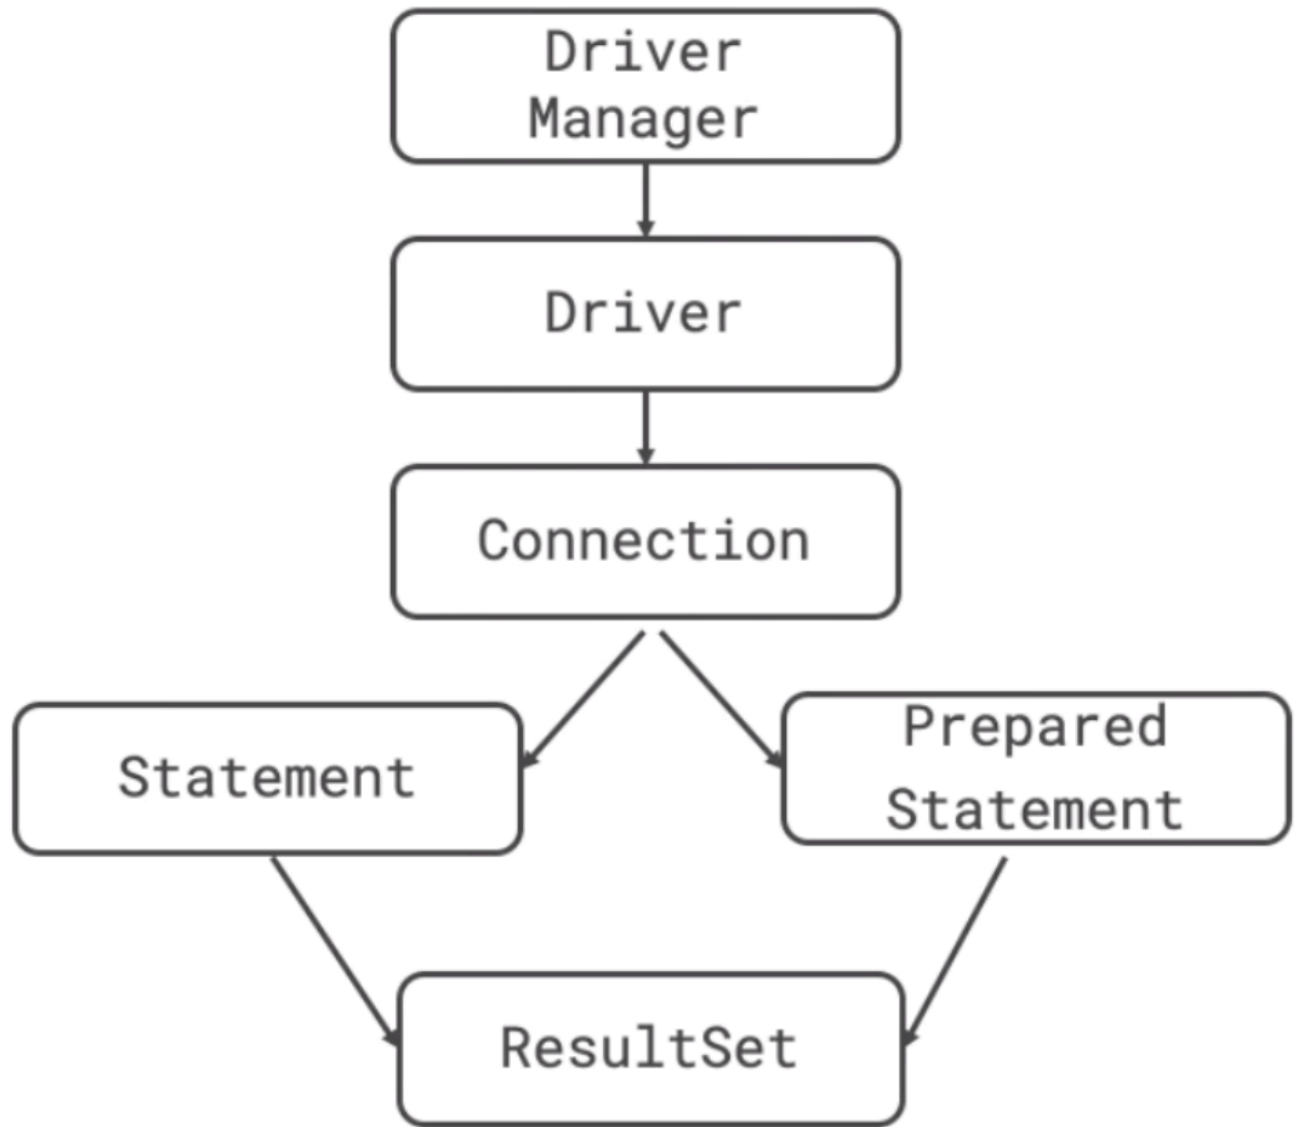 Driver
Manager
Driver
Connection
Statement
Prepared
Statement
ResultSet